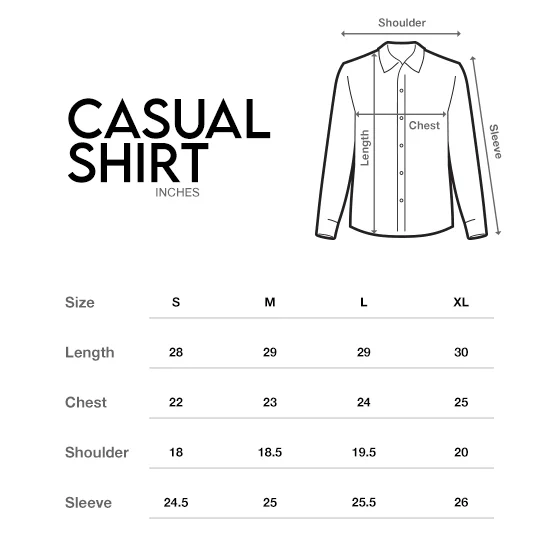 Shoulder
CASUAL
SHIRT
INCHES
Length
Chest
Sleeve
Size S M L XL
Length 28 29 29 30
Chest 22 23 24 25
Shoulder 18 18.5 19.5 20
Sleeve 24.5 25 25.5 26